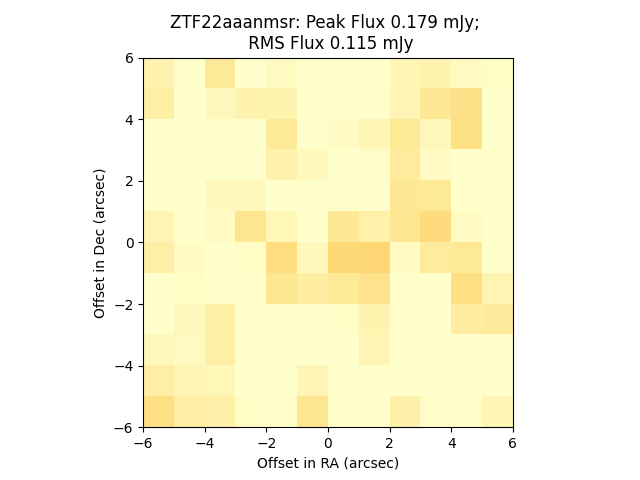 ZTF22aaanmsr: Peak Flux 0.179 mJy;
RMS Flux 0.115 mJy
6
4
2
0
−2
−4
−6
Offset in Dec (arcsec)
−6 −4 −2 0 2 4 6
Offset in RA (arcsec)